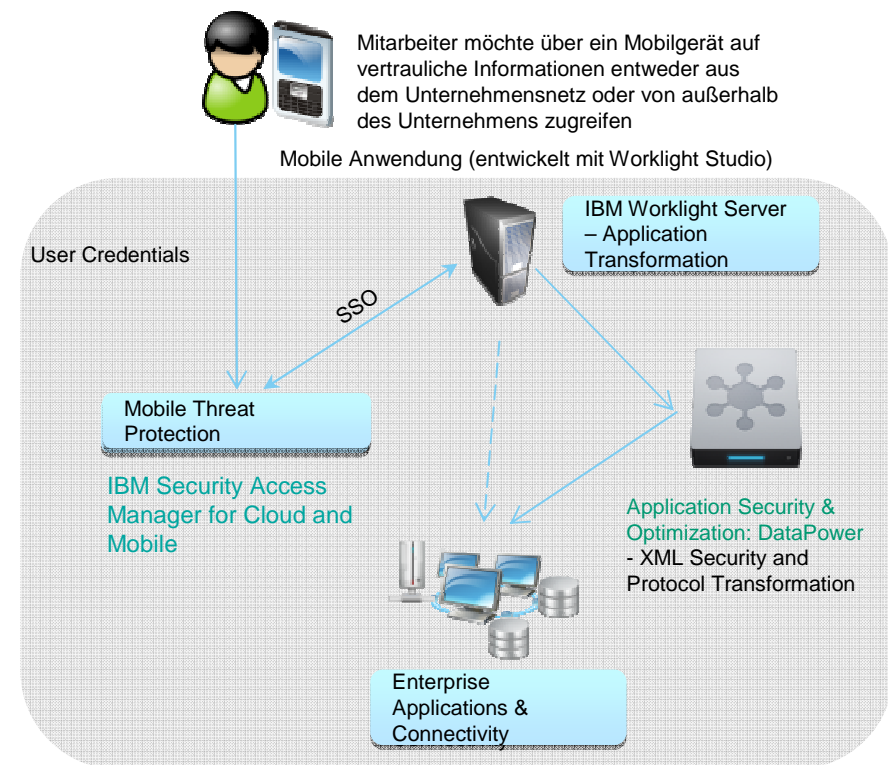 Mitarbeiter möchte über ein Mobilgerät auf
vertrauliche Informationen entweder aus
dem Unternehmensnetz oder von außerhalb
des Unternehmens zugreifen
Mobile Anwendung (entwickelt mit Worklight Studio)
IBM Worklight Server
– Application
Transformation
User Credentials
SSO
Mobile Threat
Protection
IBM Security Access
Manager for Cloud and
Mobile
Application Security &
Optimization: DataPower
- XML Security and
Protocol Transformation
Enterprise
Applications &
Connectivity